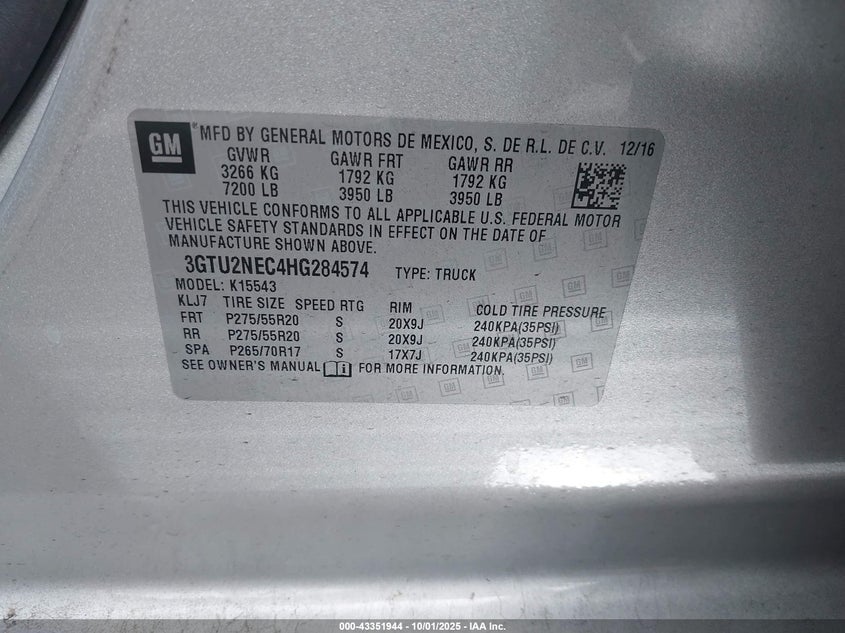 GM
*MFD BY GENERAL MOTORS DE MEXICO, S. DE R.L. DE C.V. 12/16
GVWR GAWR FRT GAWR RR
3266 KG 1792 KG 1792 KG
7200 LB 3950 LB 3950 LB
THIS VEHICLE CONFORMS TO ALL APPLICABLE U.S. FEDERAL MOTOR
VEHICLE SAFETY STANDARDS IN EFFECT ON THE DATE OF
MANUFACTURE SHOWN ABOVE.
3GTU2NEC4HG284574 TYPE: TRUCK
MODEL: K15543
KLJ7 TIRE SIZE SPEED RTG RIM COLD TIRE PRESSURE
FRT P275/55R20 S 20X9J 240KPA(35PSI)
RR P275/55R20 S 20X9J 240KPA(35PSI)
SPA P265/70R17 S 17X7J 240KPA(35PSI)
SEE OWNER'S MANUAL FOR MORE INFORMATION.
000-43351944 - 10/01/2025 - IAA Inc.